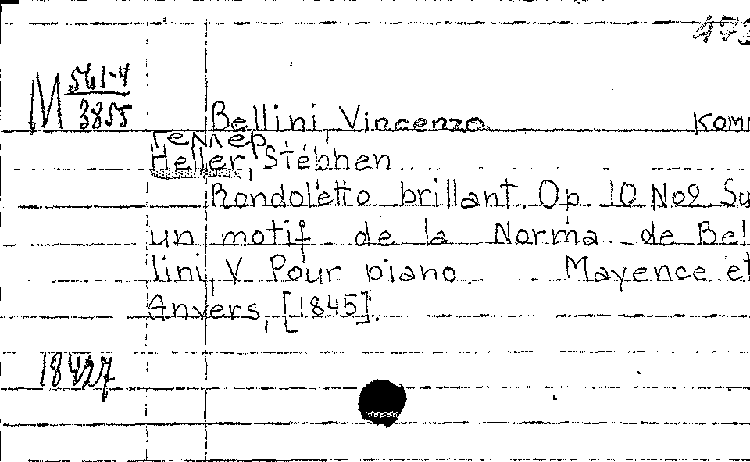 473
M 561-4
3855
Bellini, Vincenzo комп
Геллер
Heller, Stéphen
Rondoletto brillant. Op. 10 No2 Su
un motif de la Norma de Bel
lini, V Pour piano Mayence et
Anvers, [1845].
18427